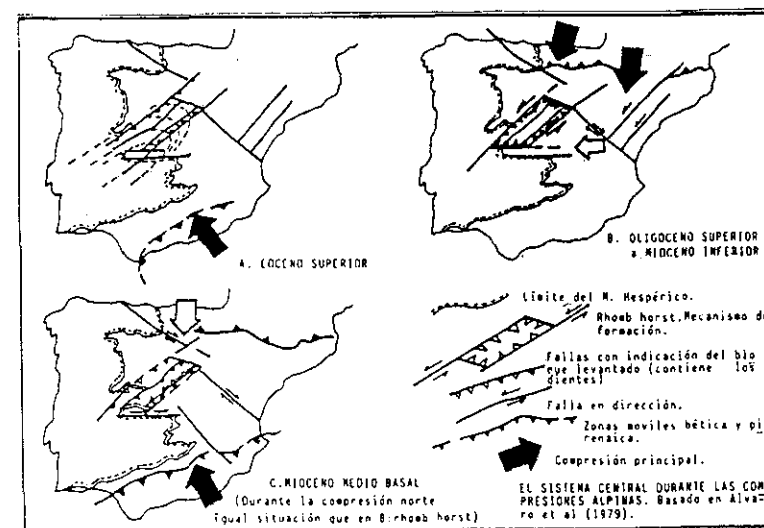 A. EOCENO SUPERIOR
B. OLIGOCENO SUPERIOR
a MIOCENO INFERIOR
C.MIOCENO MEDIO BASAL
(Durante la compresión norte
igual situación que en B:rhomb horst)
Límite del M. Hespérico.
Rhomb horst.Mecanismo de
formación.
Fallas con indicación del blo
que levantado (contiene los
dientes)
Falla en dirección.
Zonas moviles bética y pi
renaica.
Compresión principal.
EL SISTEMA CENTRAL DURANTE LAS COM
PRESIONES ALPINAS. Basado en Alva=
ro et al (1979).